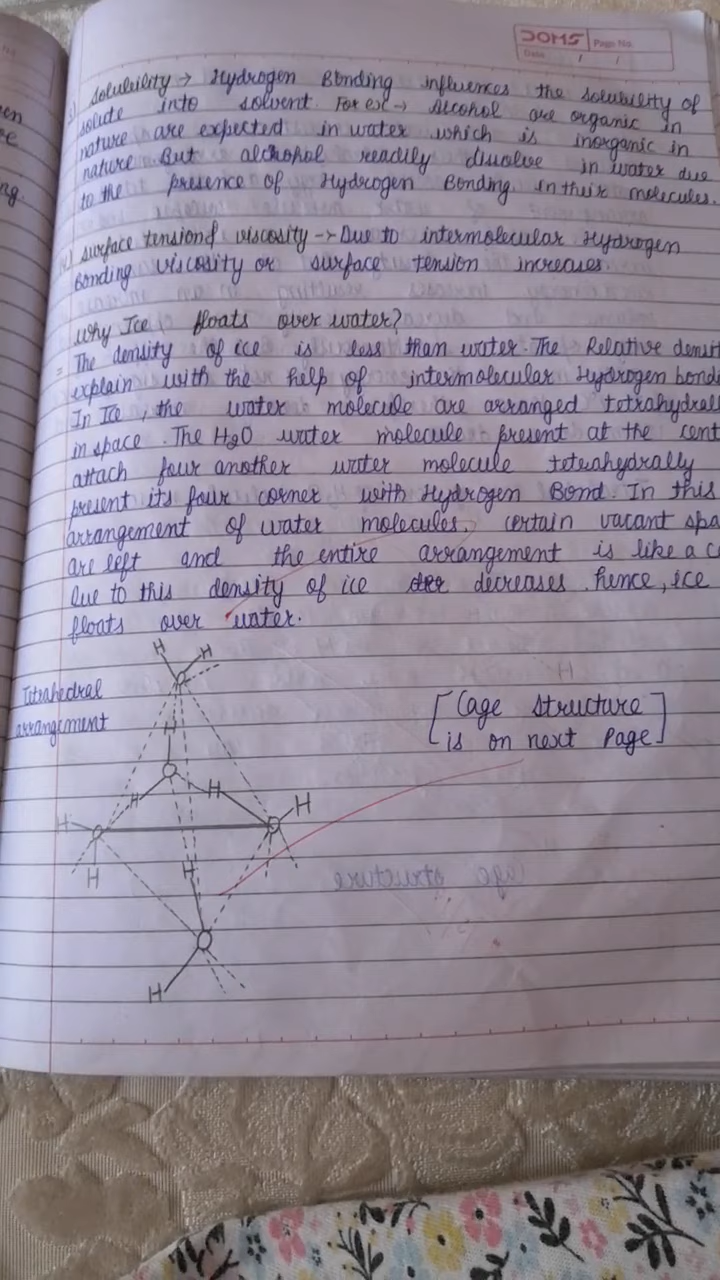 DOMS Page No.
Date / /
Solubility → Hydrogen Bonding influences the solubility of
solute into solvent. For ex → Alcohol are organic in
nature are expected in water which is inorganic in
nature. But alchohol readily dissolve in water due
to the presence of Hydrogen Bonding in their molecules.
surface tension & viscosity → Due to intermolecular Hydrogen
Bonding viscosity or surface tension increases.
Why Ice floats over water?
= The density of ice is less than water. The Relative densit
explain with the help of intermolecular Hydrogen bond
In Ice, the water molecule are arranged tetrahydrall
in space. The H2O water molecule present at the cent
attach four another water molecule tetrahydrally
present its four corner with Hydrogen Bond. In this
arrangement of water molecules, certain vacant spa
are left and the entire arrangement is like a c
due to this density of ice decreases. hence, ice
floats over water.
H H
Tetrahedral
arrangement
[Cage structure
is on next Page]
H
H H H
H
H
H
H